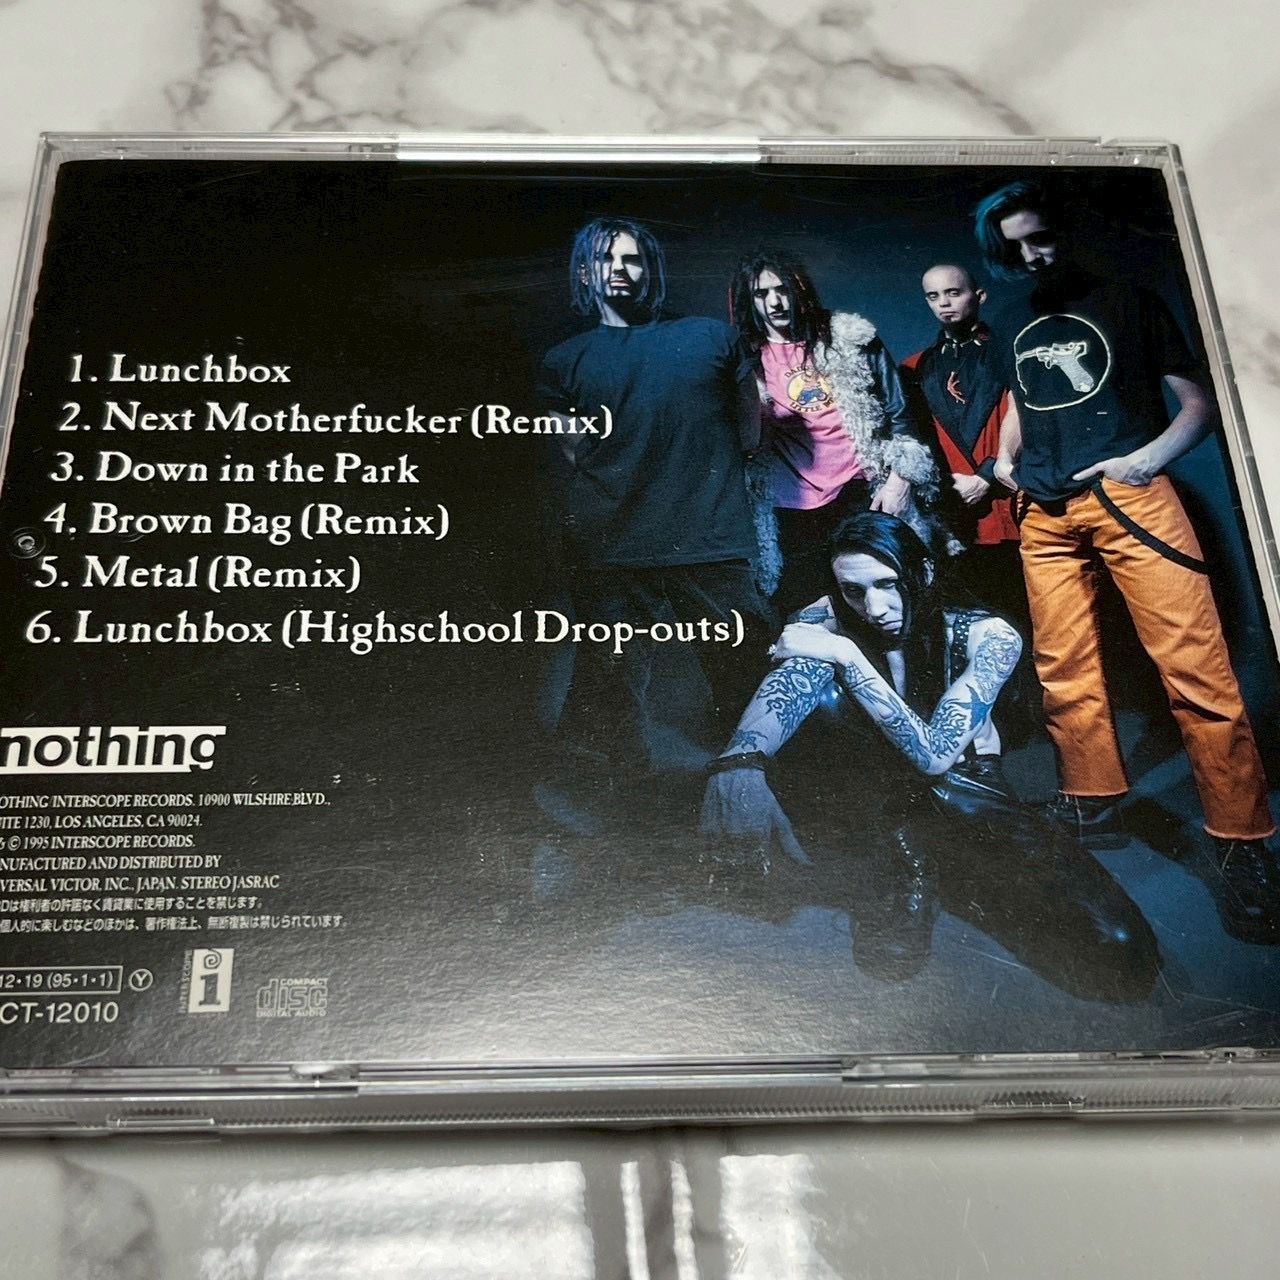 1. Lunchbox
2. Next Motherfucker (Remix)
3. Down in the Park
4. Brown Bag (Remix)
5. Metal (Remix)
6. Lunchbox (Highschool Drop-outs)
nothing
OTHING/INTERSCOPE RECORDS. 10900 WILSHIRE BLVD.,
ITE 1230, LOS ANGELES, CA 90024.
& © 1995 INTERSCOPE RECORDS.
NUFACTURED AND DISTRIBUTED BY
VERSAL VICTOR, INC., JAPAN. STEREO JASRAC
Dは権利者の許諾なく賃貸業に使用することを禁じます。
個人的に楽しむなどのほかは、著作権法上、無断複製は禁じられています。
12・19 (95・1・1) Y
CT-12010
INTERSCOPE
i
COMPACT
disc
DIGITAL AUDIO